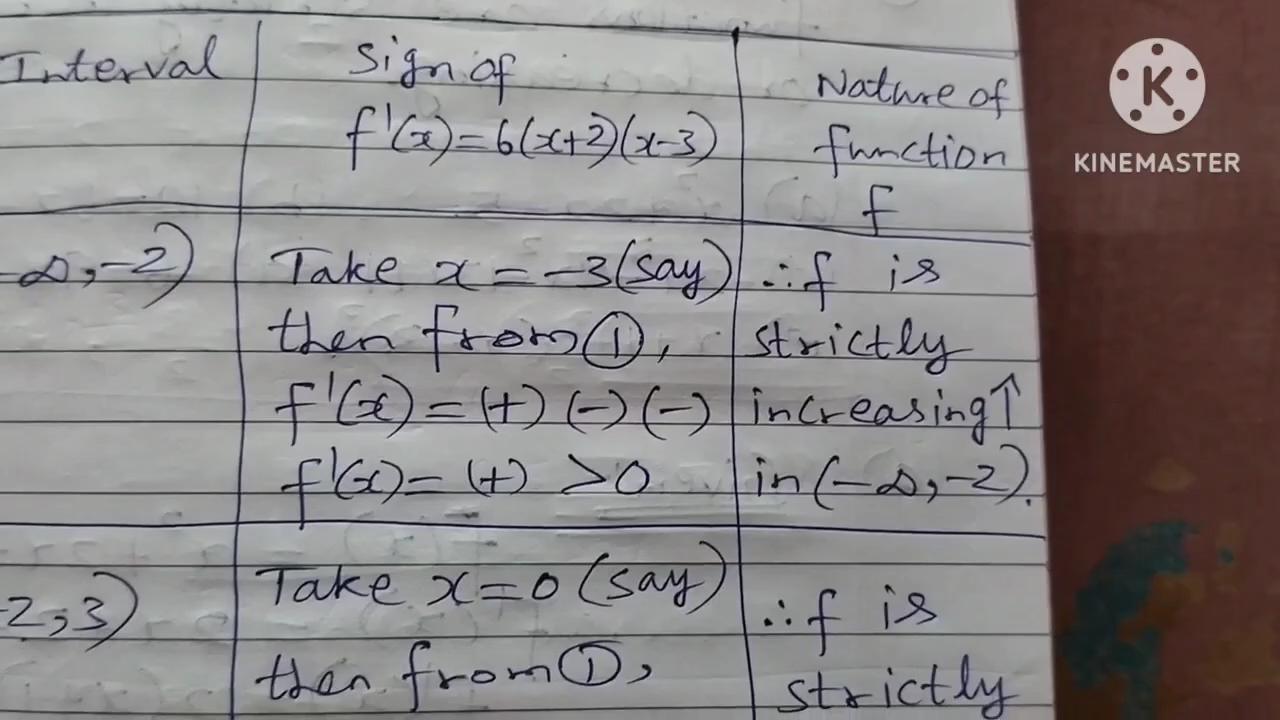 Interval
Sign of
f'(x)=6(x+2)(x-3)
Nature of
function
f
-∞,-2)
Take x = -3 (say)
then from ①,
f'(x) = (+) (-) (-)
f'(x) = (+) >0
∴ f is
strictly
increasing↑
in (-∞,-2).
-2,3)
Take x=0 (say)
then from ①,
∴ f is
strictly
KINEMASTER